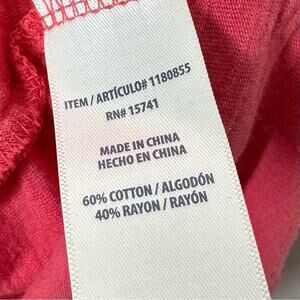 ITEM / ARTÍCULO# 1180855
RN# 15741
MADE IN CHINA
HECHO EN CHINA
60% COTTON / ALGODÓN
40% RAYON / RAYÓN